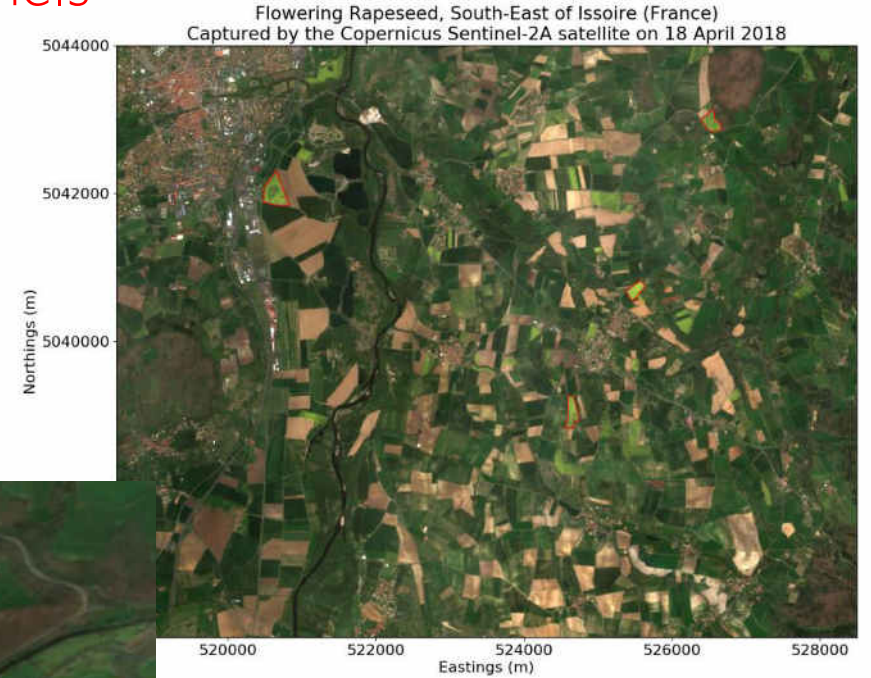 Flowering Rapeseed, South-East of Issoire (France)
Captured by the Copernicus Sentinel-2A satellite on 18 April 2018
5044000
5042000
5040000
Northings (m)
520000
522000
524000
526000
528000
Eastings (m)